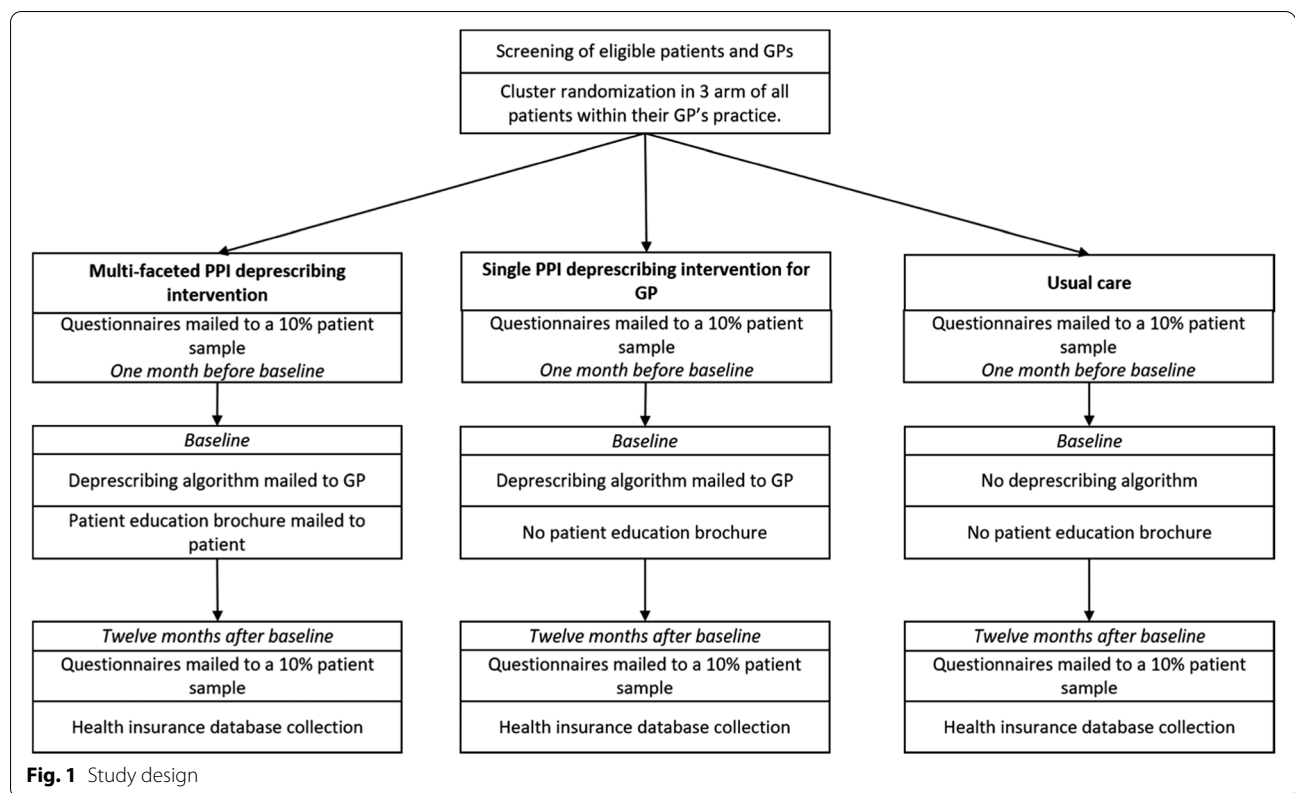 Screening of eligible patients and GPs
Cluster randomization in 3 arm of all
patients within their GP's practice.
Multi-faceted PPI deprescribing
intervention
Questionnaires mailed to a 10% patient
sample
One month before baseline
Baseline
Deprescribing algorithm mailed to GP
Patient education brochure mailed to
patient
Twelve months after baseline
Questionnaires mailed to a 10% patient
sample
Health insurance database collection
Single PPI deprescribing intervention for
GP
Questionnaires mailed to a 10% patient
sample
One month before baseline
Baseline
Deprescribing algorithm mailed to GP
No patient education brochure
Twelve months after baseline
Questionnaires mailed to a 10% patient
sample
Health insurance database collection
Usual care
Questionnaires mailed to a 10% patient
sample
One month before baseline
Baseline
No deprescribing algorithm
No patient education brochure
Twelve months after baseline
Questionnaires mailed to a 10% patient
sample
Health insurance database collection
Fig. 1 Study design